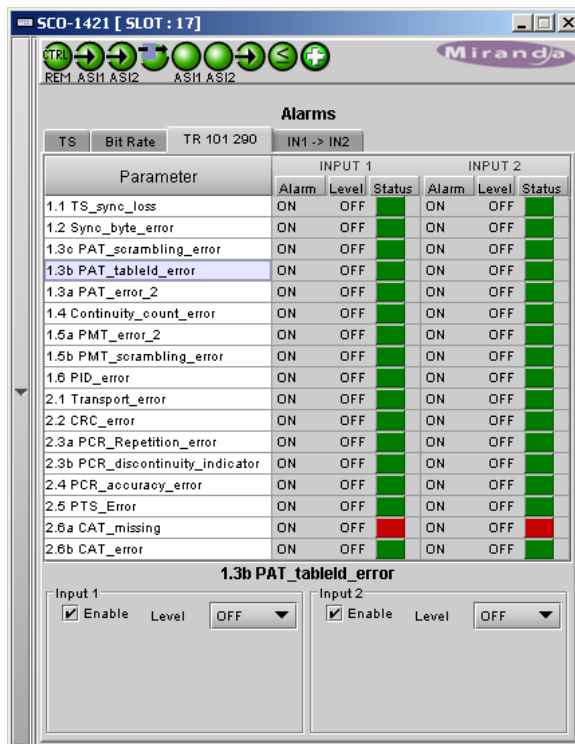 SCO-1421 [ SLOT : 17]
CTRL
REM ASI1 ASI2 ASI1 ASI2
Miranda
Alarms
TS Bit Rate TR 101 290 IN1 -> IN2
Parameter INPUT 1 INPUT 2
Alarm Level Status Alarm Level Status
1.1 TS_sync_loss ON OFF ON OFF
1.2 Sync_byte_error ON OFF ON OFF
1.3c PAT_scrambling_error ON OFF ON OFF
1.3b PAT_tableId_error ON OFF ON OFF
1.3a PAT_error_2 ON OFF ON OFF
1.4 Continuity_count_error ON OFF ON OFF
1.5a PMT_error_2 ON OFF ON OFF
1.5b PMT_scrambling_error ON OFF ON OFF
1.6 PID_error ON OFF ON OFF
2.1 Transport_error ON OFF ON OFF
2.2 CRC_error ON OFF ON OFF
2.3a PCR_Repetition_error ON OFF ON OFF
2.3b PCR_discontinuity_indicator ON OFF ON OFF
2.4 PCR_accuracy_error ON OFF ON OFF
2.5 PTS_Error ON OFF ON OFF
2.6a CAT_missing ON OFF ON OFF
2.6b CAT_error ON OFF ON OFF
1.3b PAT_tableId_error
Input 1 Input 2
Enable Level OFF Enable Level OFF